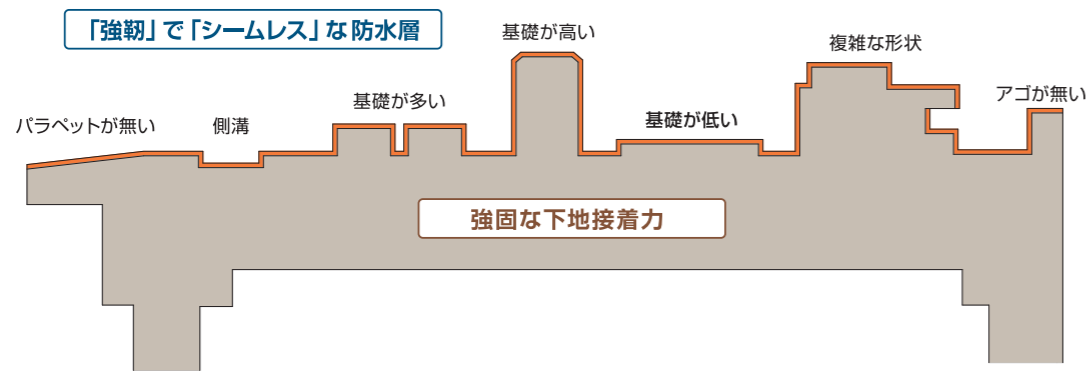 「強靭」で「シームレス」な防水層
基礎が高い
複雑な形状
アゴが無い
基礎が多い
パラペットが無い
側溝
基礎が低い
強固な下地接着力